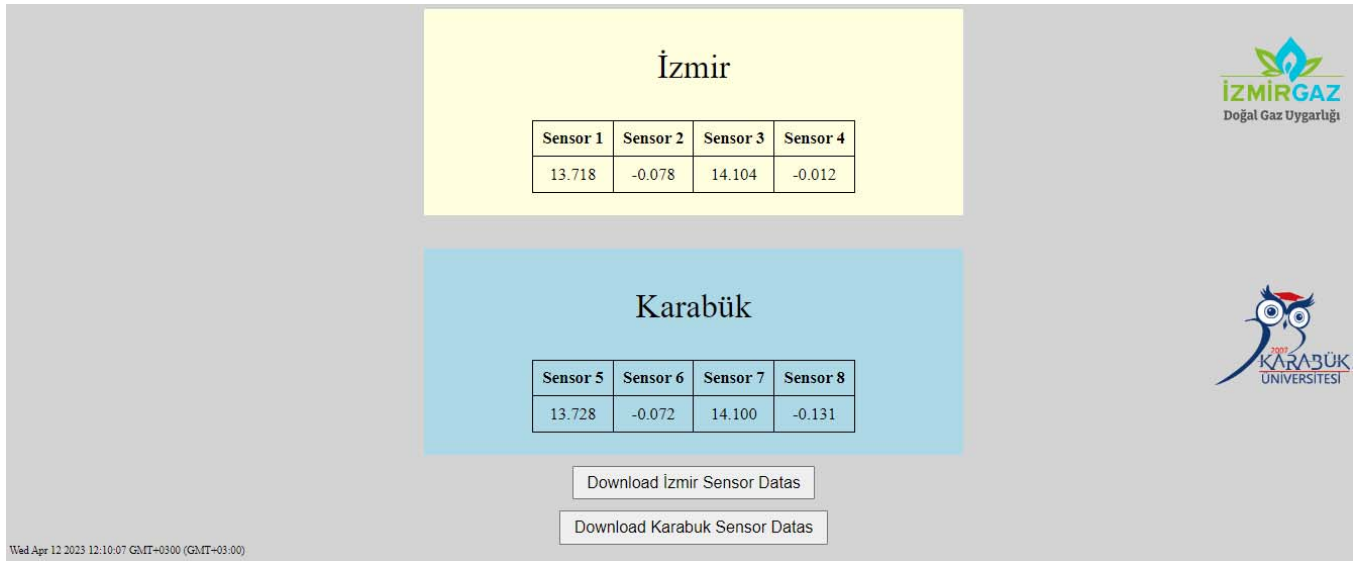 İzmir
Sensor 1 Sensor 2 Sensor 3 Sensor 4
13.718 -0.078 14.104 -0.012
İZMİRGAZ
Doğal Gaz Uygarlığı
Karabük
Sensor 5 Sensor 6 Sensor 7 Sensor 8
13.728 -0.072 14.100 -0.131
2007
KARABÜK
ÜNİVERSİTESİ
Download İzmir Sensor Datas
Download Karabuk Sensor Datas
Wed Apr 12 2023 12:10:07 GMT+0300 (GMT+03:00)